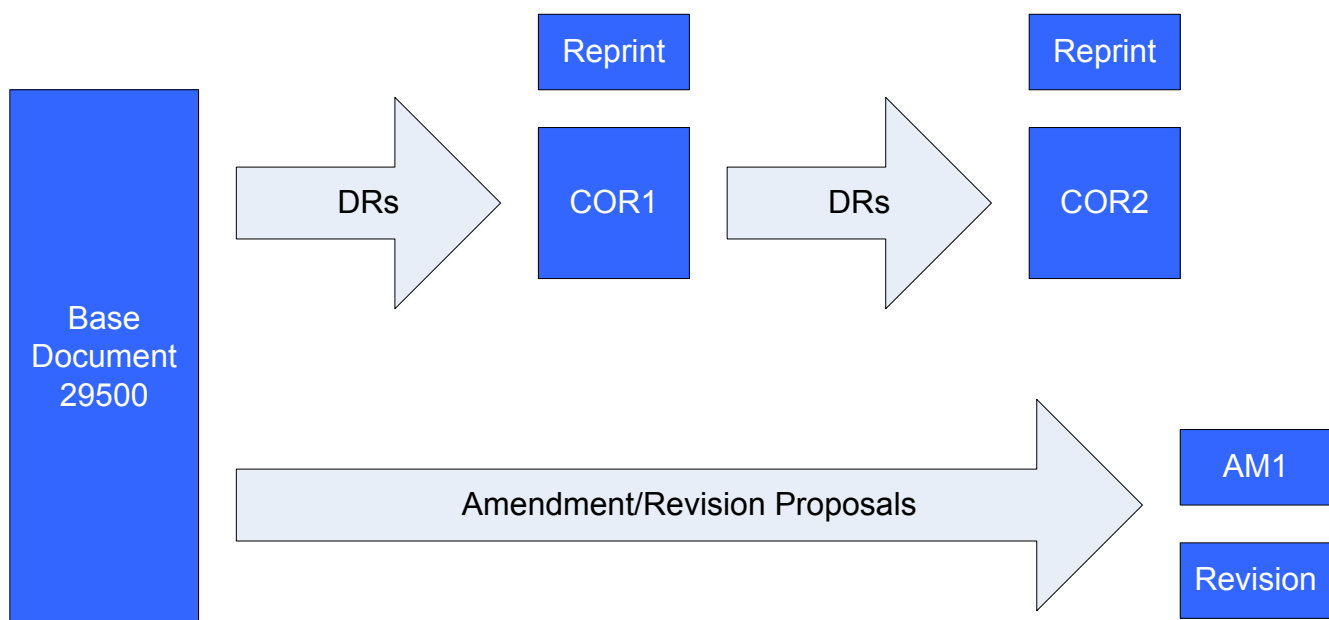 Reprint
Reprint
Base
Document
29500
DRs
COR1
DRs
COR2
Amendment/Revision Proposals
AM1
Revision